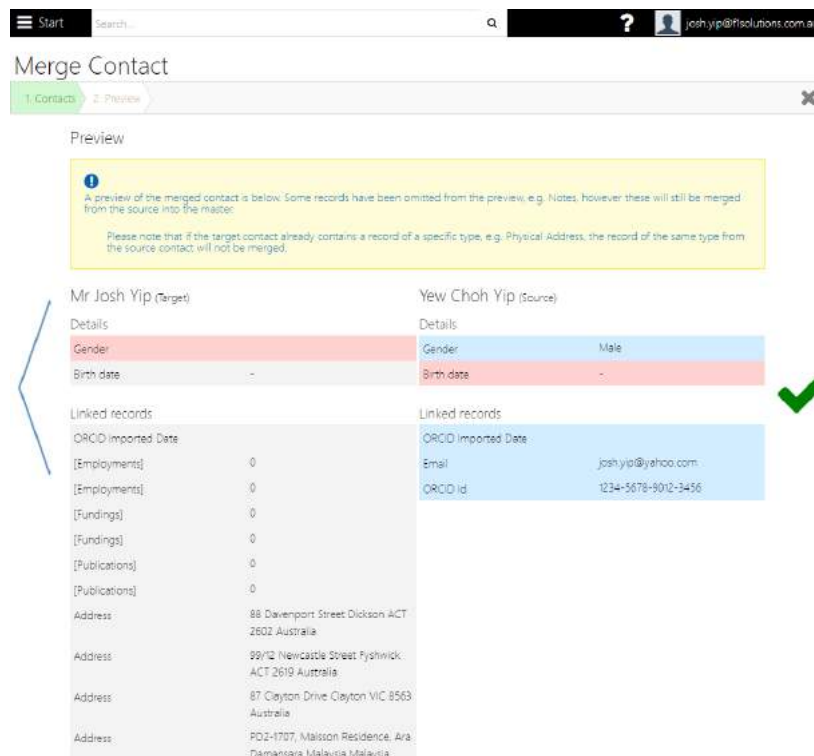 Start
Search...
?
josh.yip@f1solutions.com.au
Merge Contact
1. Contacts
2. Preview
Preview
A preview of the merged contact is below. Some records have been omitted from the preview, e.g. Notes, however these will still be merged
from the source into the master.
Please note that if the target contact already contains a record of a specific type, e.g. Physical Address, the record of the same type from
the source contact will not be merged.
Mr Josh Yip (Target)
Yew Choh Yip (Source)
Details
Details
Gender
Gender Male
Birth date -
Birth date -
Linked records
Linked records
ORCID Imported Date
ORCID Imported Date
[Employments] 0
Email josh.yip@yahoo.com
[Employments] 0
ORCID Id 1234-5678-9012-3456
[Fundings] 0
[Fundings] 0
[Publications] 0
[Publications] 0
Address 88 Davenport Street Dickson ACT
2602 Australia
Address 99/12 Newcastle Street Fyshwick
ACT 2619 Australia
Address 87 Clayton Drive Clayton VIC 8563
Australia
Address PD2-1707, Maisson Residence, Ara
Damansara Malaysia Malaysia